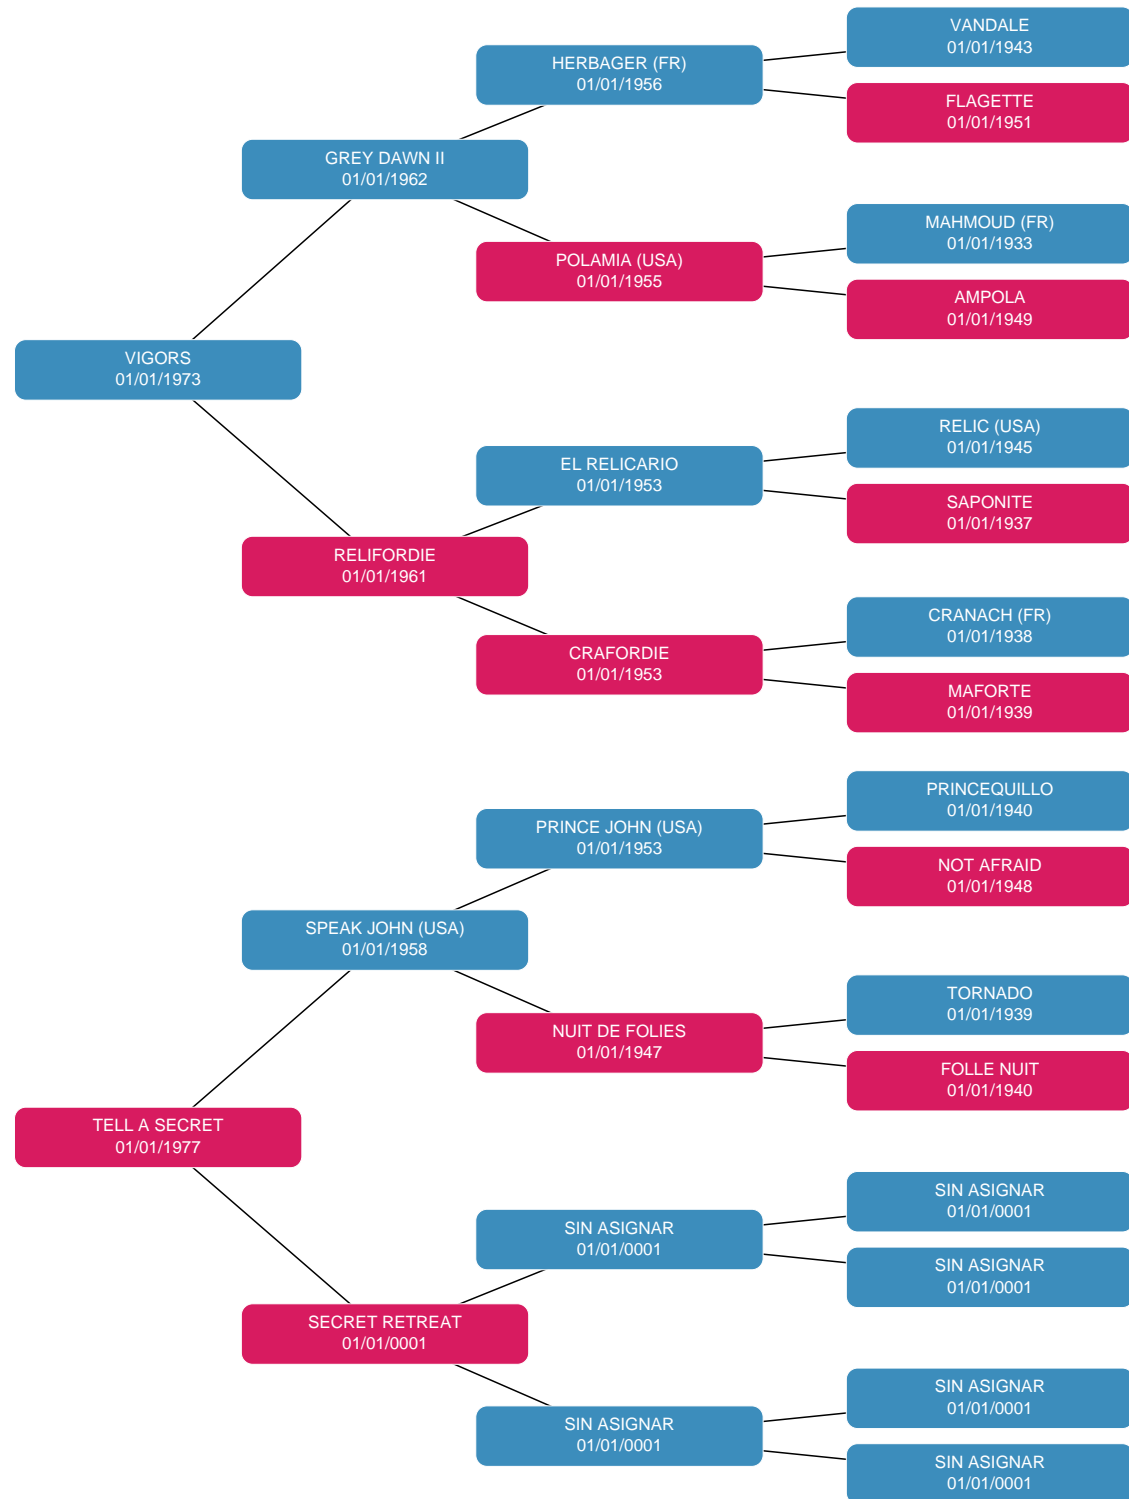 VANDALE
01/01/1943
HERBAGER (FR)
01/01/1956
FLAGETTE
01/01/1951
GREY DAWN II
01/01/1962
MAHMOUD (FR)
01/01/1933
POLAMIA (USA)
01/01/1955
AMPOLA
01/01/1949
VIGORS
01/01/1973
RELIC (USA)
01/01/1945
EL RELICARIO
01/01/1953
SAPONITE
01/01/1937
RELIFORDIE
01/01/1961
CRANACH (FR)
01/01/1938
CRAFORDIE
01/01/1953
MAFORTE
01/01/1939
PRINCEQUILLO
01/01/1940
PRINCE JOHN (USA)
01/01/1953
NOT AFRAID
01/01/1948
SPEAK JOHN (USA)
01/01/1958
TORNADO
01/01/1939
NUIT DE FOLIES
01/01/1947
FOLLE NUIT
01/01/1940
TELL A SECRET
01/01/1977
SIN ASIGNAR
01/01/0001
SIN ASIGNAR
01/01/0001
SIN ASIGNAR
01/01/0001
SECRET RETREAT
01/01/0001
SIN ASIGNAR
01/01/0001
SIN ASIGNAR
01/01/0001
SIN ASIGNAR
01/01/0001